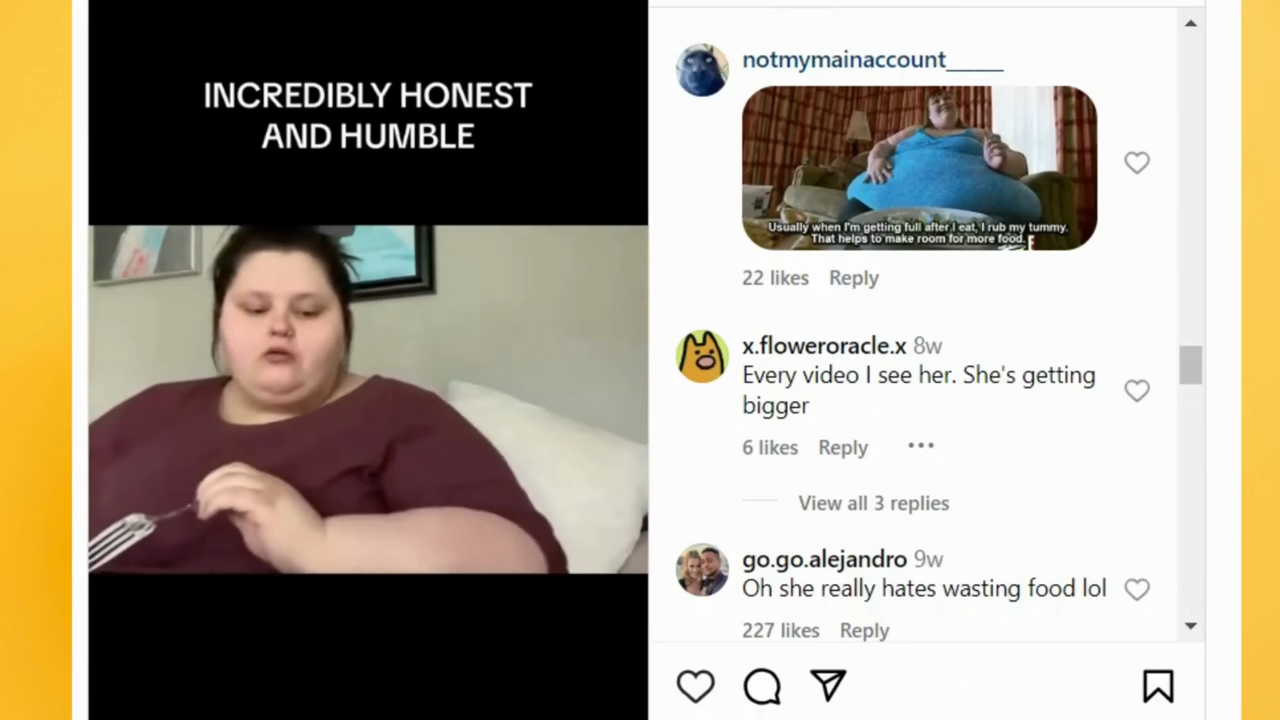 INCREDIBLY HONEST
AND HUMBLE
notmymainaccount_____
Usually when I'm getting full after I eat, I rub my tummy.
That helps to make room for more food.
22 likes Reply
x.floweroracle.x 8w
Every video I see her. She's getting
bigger
6 likes Reply •••
View all 3 replies
go.go.alejandro 9w
Oh she really hates wasting food lol
227 likes Reply